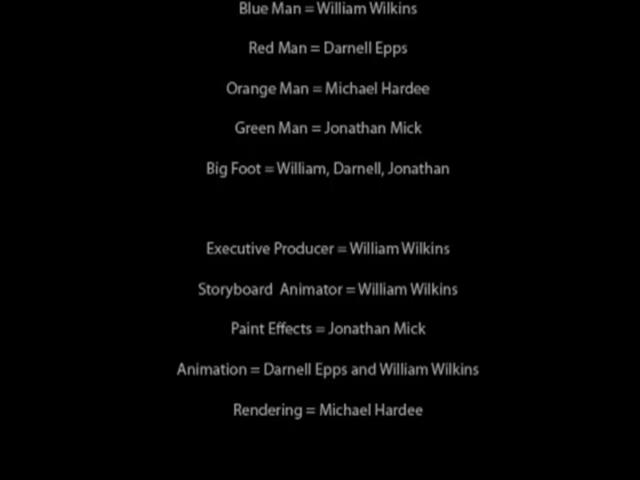 Blue Man = William Wilkins
Red Man = Darnell Epps
Orange Man = Michael Hardee
Green Man = Jonathan Mick
Big Foot = William, Darnell, Jonathan
Executive Producer = William Wilkins
Storyboard  Animator = William Wilkins
Paint Effects = Jonathan Mick
Animation = Darnell Epps and William Wilkins
Rendering = Michael Hardee